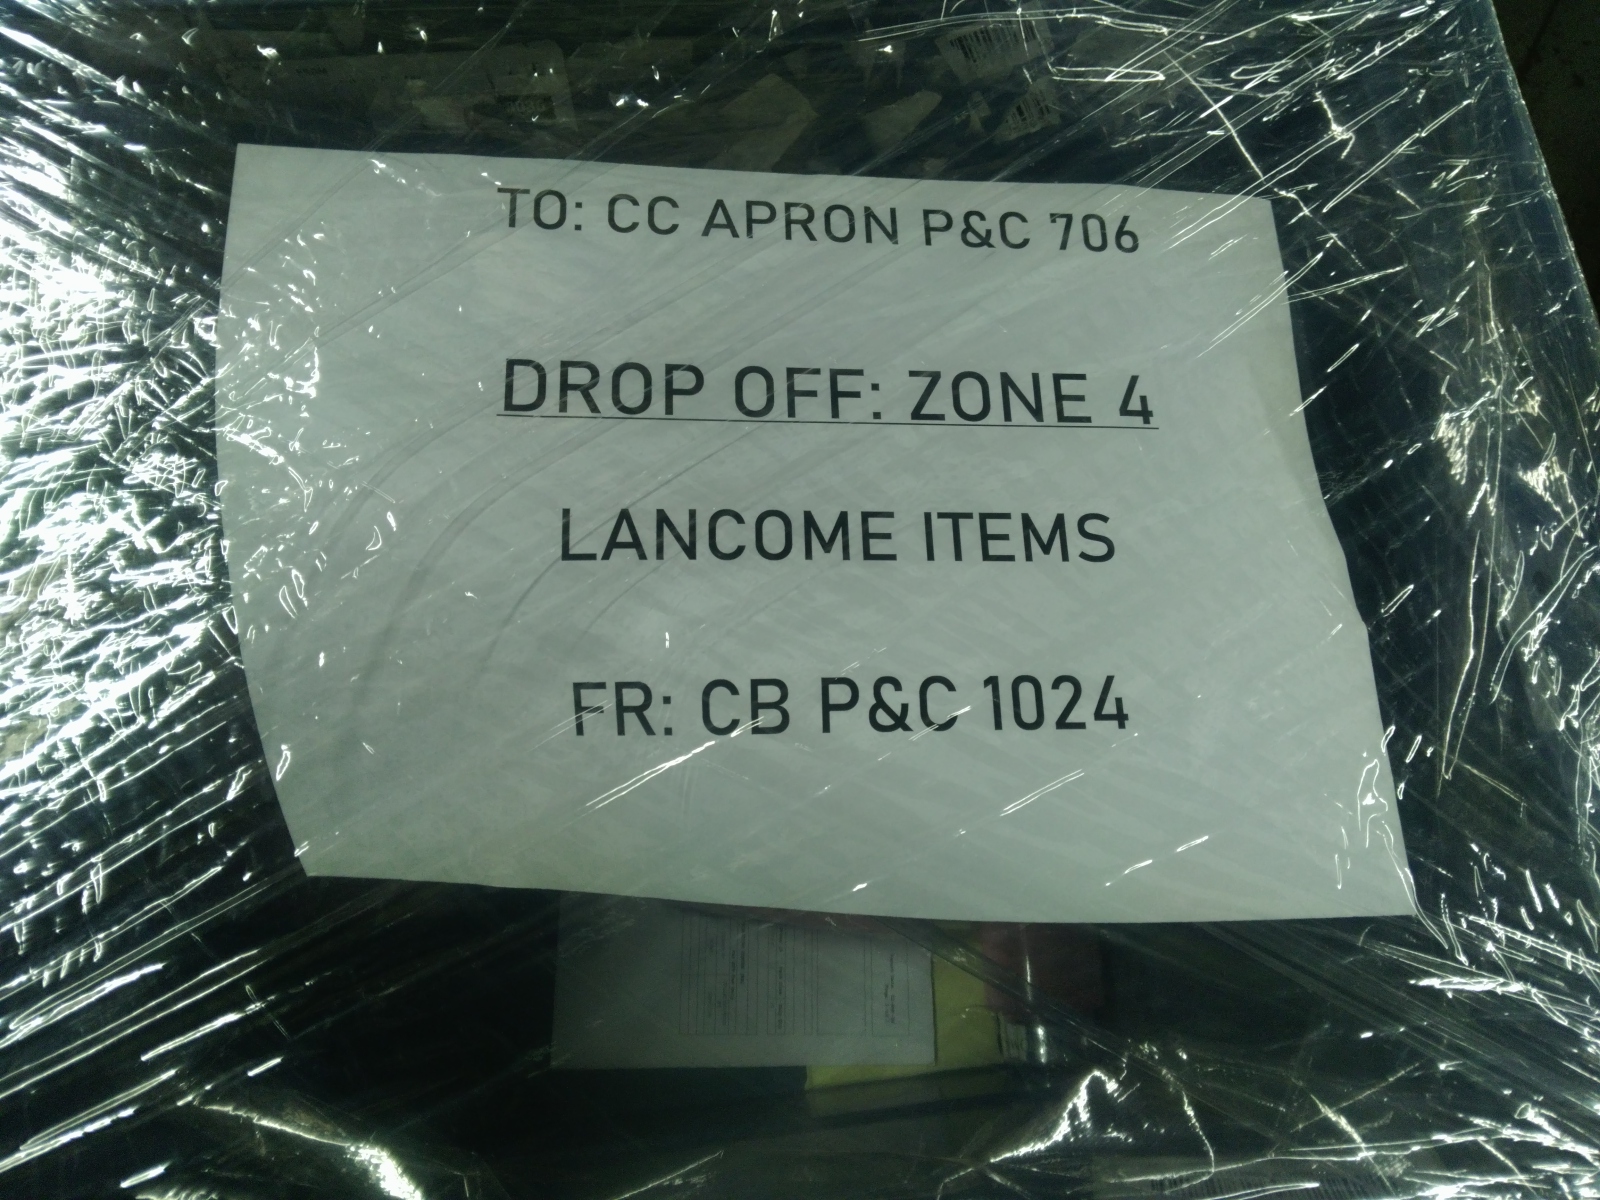 TO: CC APRON P&C 706
DROP OFF: ZONE 4
LANCOME ITEMS
FR: CB P&C 1024